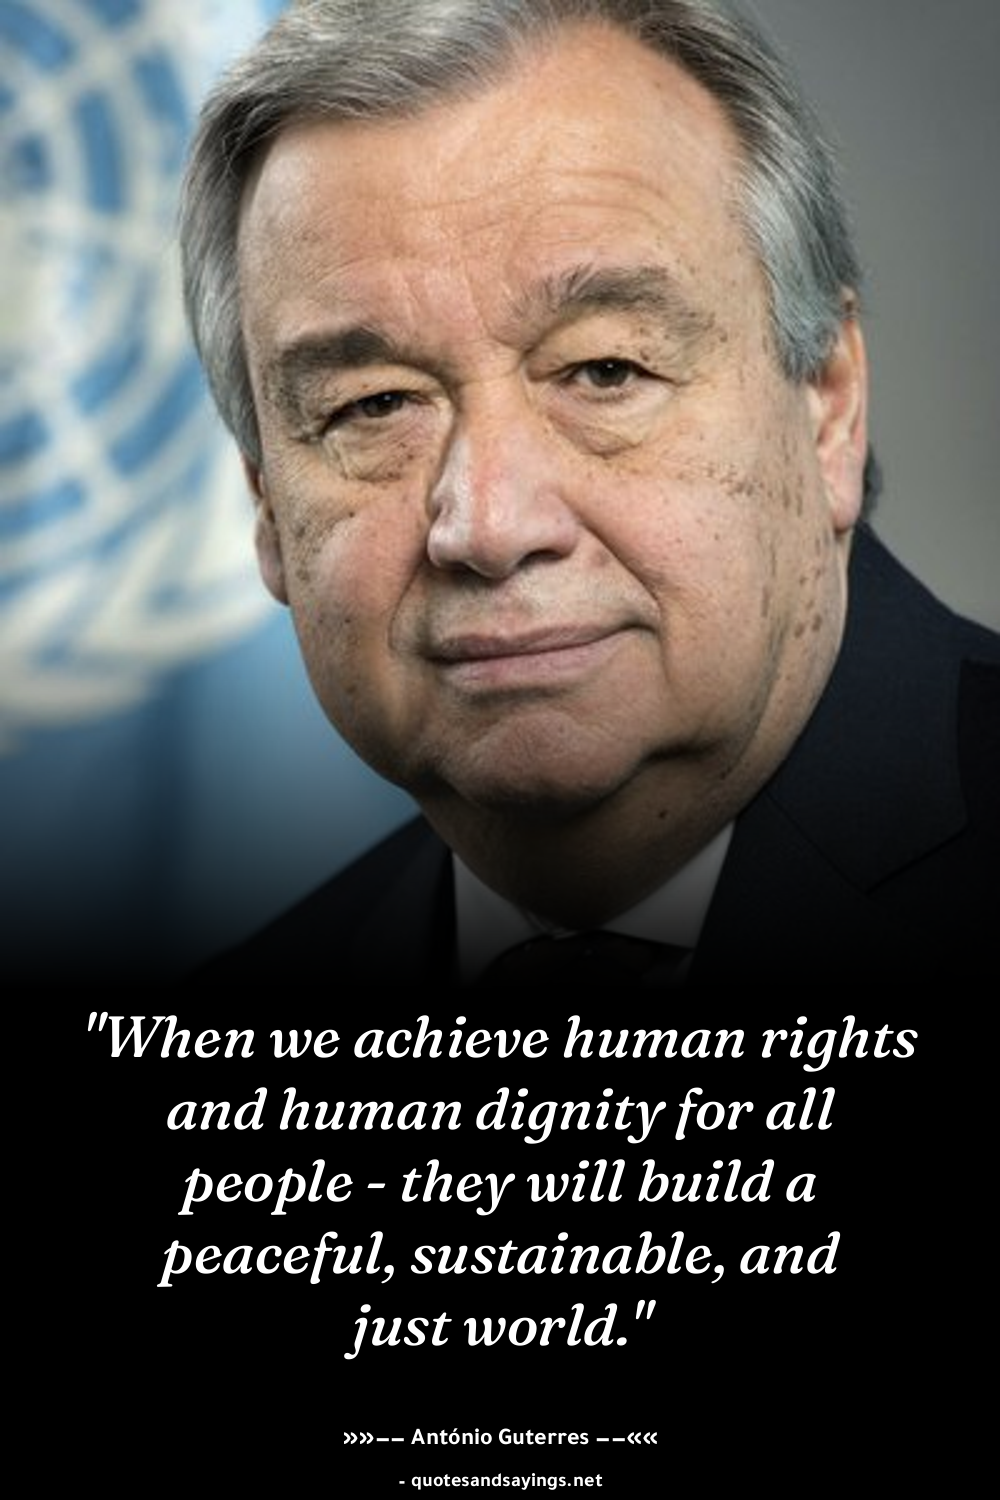 "When we achieve human rights
and human dignity for all
people - they will build a
peaceful, sustainable, and
just world."
»»–– António Guterres ––««
- quotesandsayings.net